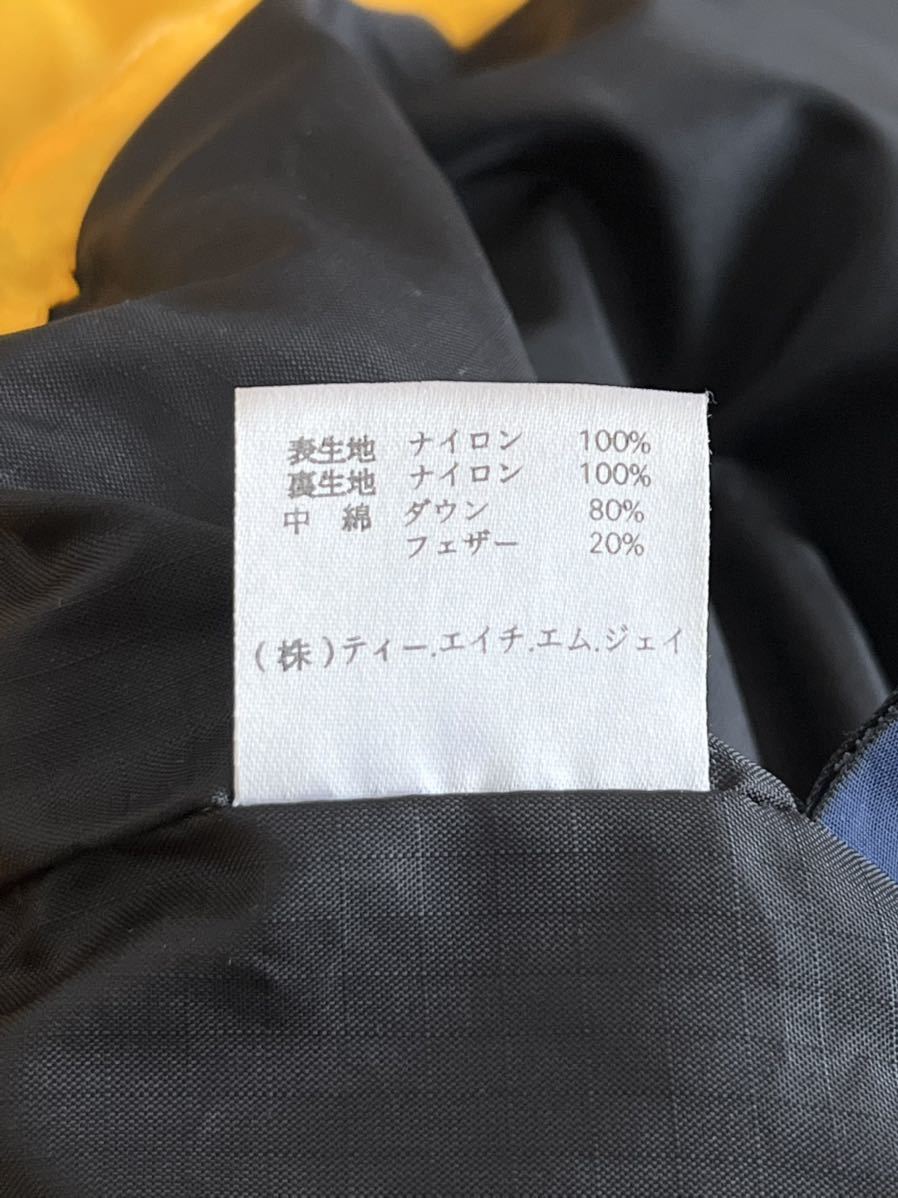 表生地 ナイロン 100%
裏生地 ナイロン 100%
中 綿 ダウン 80%
フェザー 20%
(株)ティー.エイチ.エム.ジェイ